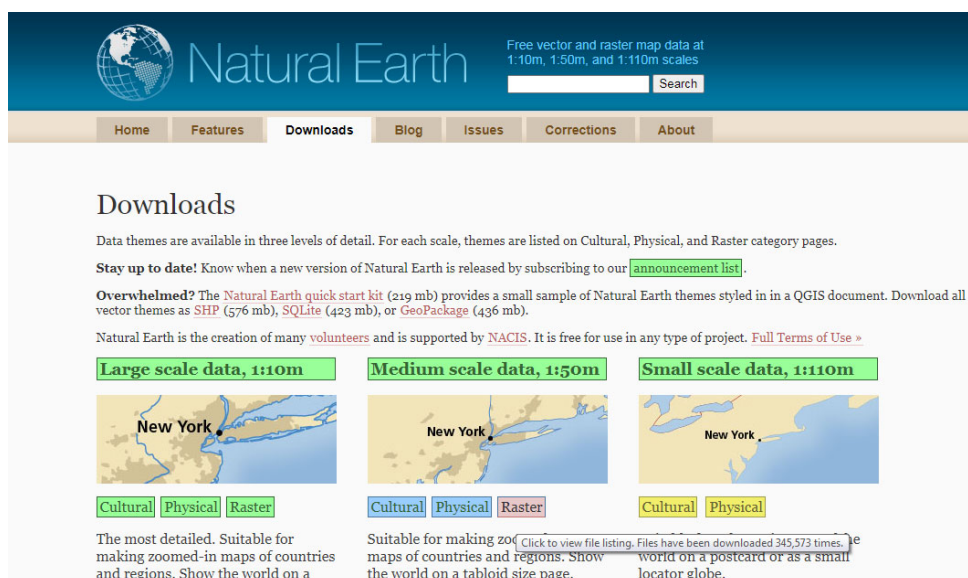 Natural Earth
Free vector and raster map data at
1:10m, 1:50m, and 1:110m scales
Search
Home Features Downloads Blog Issues Corrections About
Downloads
Data themes are available in three levels of detail. For each scale, themes are listed on Cultural, Physical, and Raster category pages.
Stay up to date! Know when a new version of Natural Earth is released by subscribing to our announcement list.
Overwhelmed? The Natural Earth quick start kit (219 mb) provides a small sample of Natural Earth themes styled in in a QGIS document. Download all
vector themes as SHP (576 mb), SQLite (423 mb), or GeoPackage (436 mb).
Natural Earth is the creation of many volunteers and is supported by NACIS. It is free for use in any type of project. Full Terms of Use »
Large scale data, 1:10m
New York
Cultural Physical Raster
The most detailed. Suitable for
making zoomed-in maps of countries
and regions. Show the world on a
Medium scale data, 1:50m
New York
Cultural Physical Raster
Suitable for making
maps of countries and regions. Show
the world on a tabloid size page.
Click to view file listing. Files have been downloaded 345,573 times.
Small scale data, 1:110m
New York
Cultural Physical
world on a postcard or as a small
locator globe.